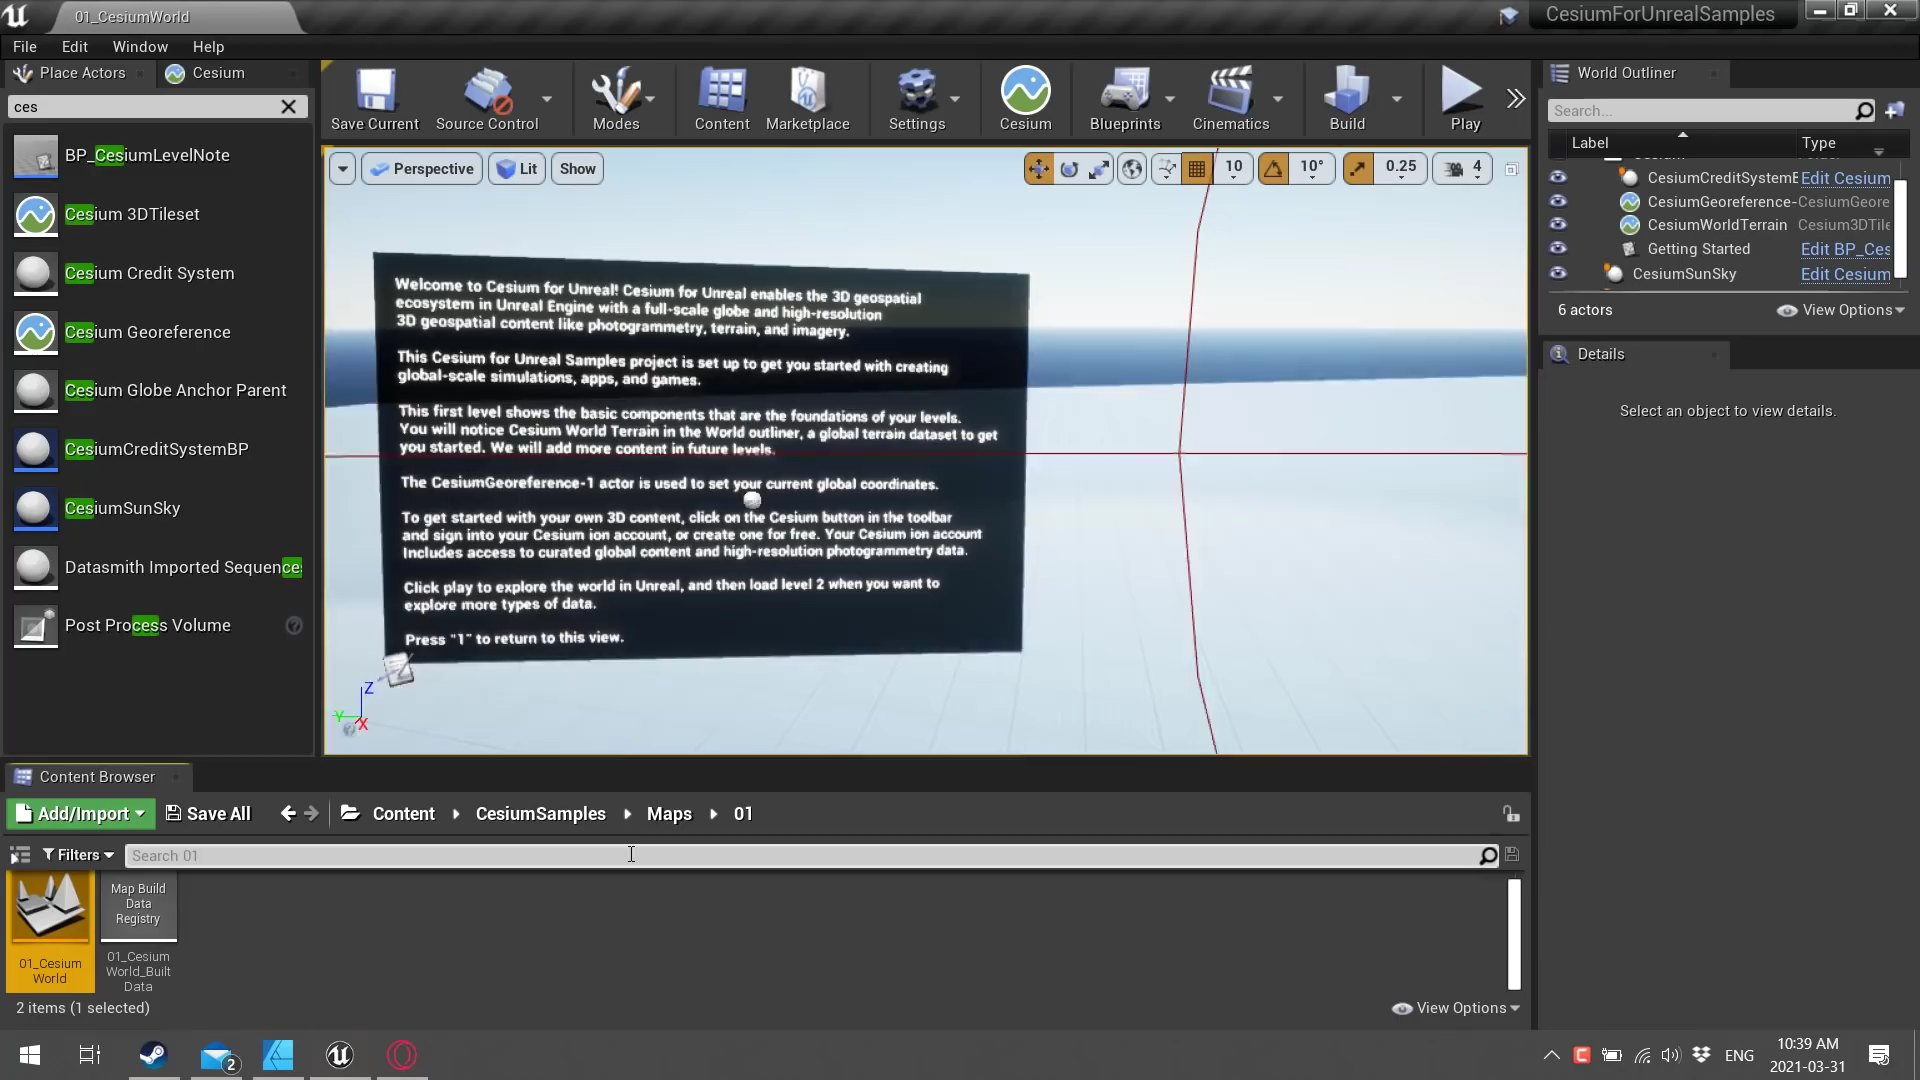 01_CesiumWorld
CesiumForUnrealSamples
File
Edit
Window
Help
Place Actors
Cesium
ces
BP_CesiumLevelNote
Cesium 3DTileset
Cesium Credit System
Cesium Georeference
Cesium Globe Anchor Parent
CesiumCreditSystemBP
CesiumSunSky
Datasmith Imported Sequences
Post Process Volume
Save Current
Source Control
Modes
Content
Marketplace
Settings
Cesium
Blueprints
Cinematics
Build
Play
Perspective
Lit
Show
10
10°
0.25
4
Welcome to Cesium for Unreal! Cesium for Unreal enables the 3D geospatial
ecosystem in Unreal Engine with a full-scale globe and high-resolution
3D geospatial content like photogrammetry, terrain, and imagery.
This Cesium for Unreal Samples project is set up to get you started with creating
global-scale simulations, apps, and games.
This first level shows the basic components that are the foundations of your levels.
You will notice Cesium World Terrain in the World outliner, a global terrain dataset to get
you started. We will add more content in future levels.
The CesiumGeoreference-1 actor is used to set your current global coordinates.
To get started with your own 3D content, click on the Cesium button in the toolbar
and sign into your Cesium ion account, or create one for free. Your Cesium ion account
includes access to curated global content and high-resolution photogrammetry data.
Click play to explore the world in Unreal, and then load level 2 when you want to
explore more types of data.
Press "1" to return to this view.
Z
Y
X
World Outliner
Search...
Label
Type
CesiumCreditSystemE
Edit Cesium
CesiumGeoreference-
CesiumGeore
CesiumWorldTerrain
Cesium3DTile
Getting Started
Edit BP_Ces
CesiumSunSky
Edit Cesium
6 actors
View Options
Details
Select an object to view details.
Content Browser
Add/Import
Save All
Content
CesiumSamples
Maps
01
Filters
Search 01
01_Cesium
World
Map Build
Data
Registry
01_Cesium
World_Built
Data
2 items (1 selected)
View Options
2
ENG
10:39 AM
2021-03-31